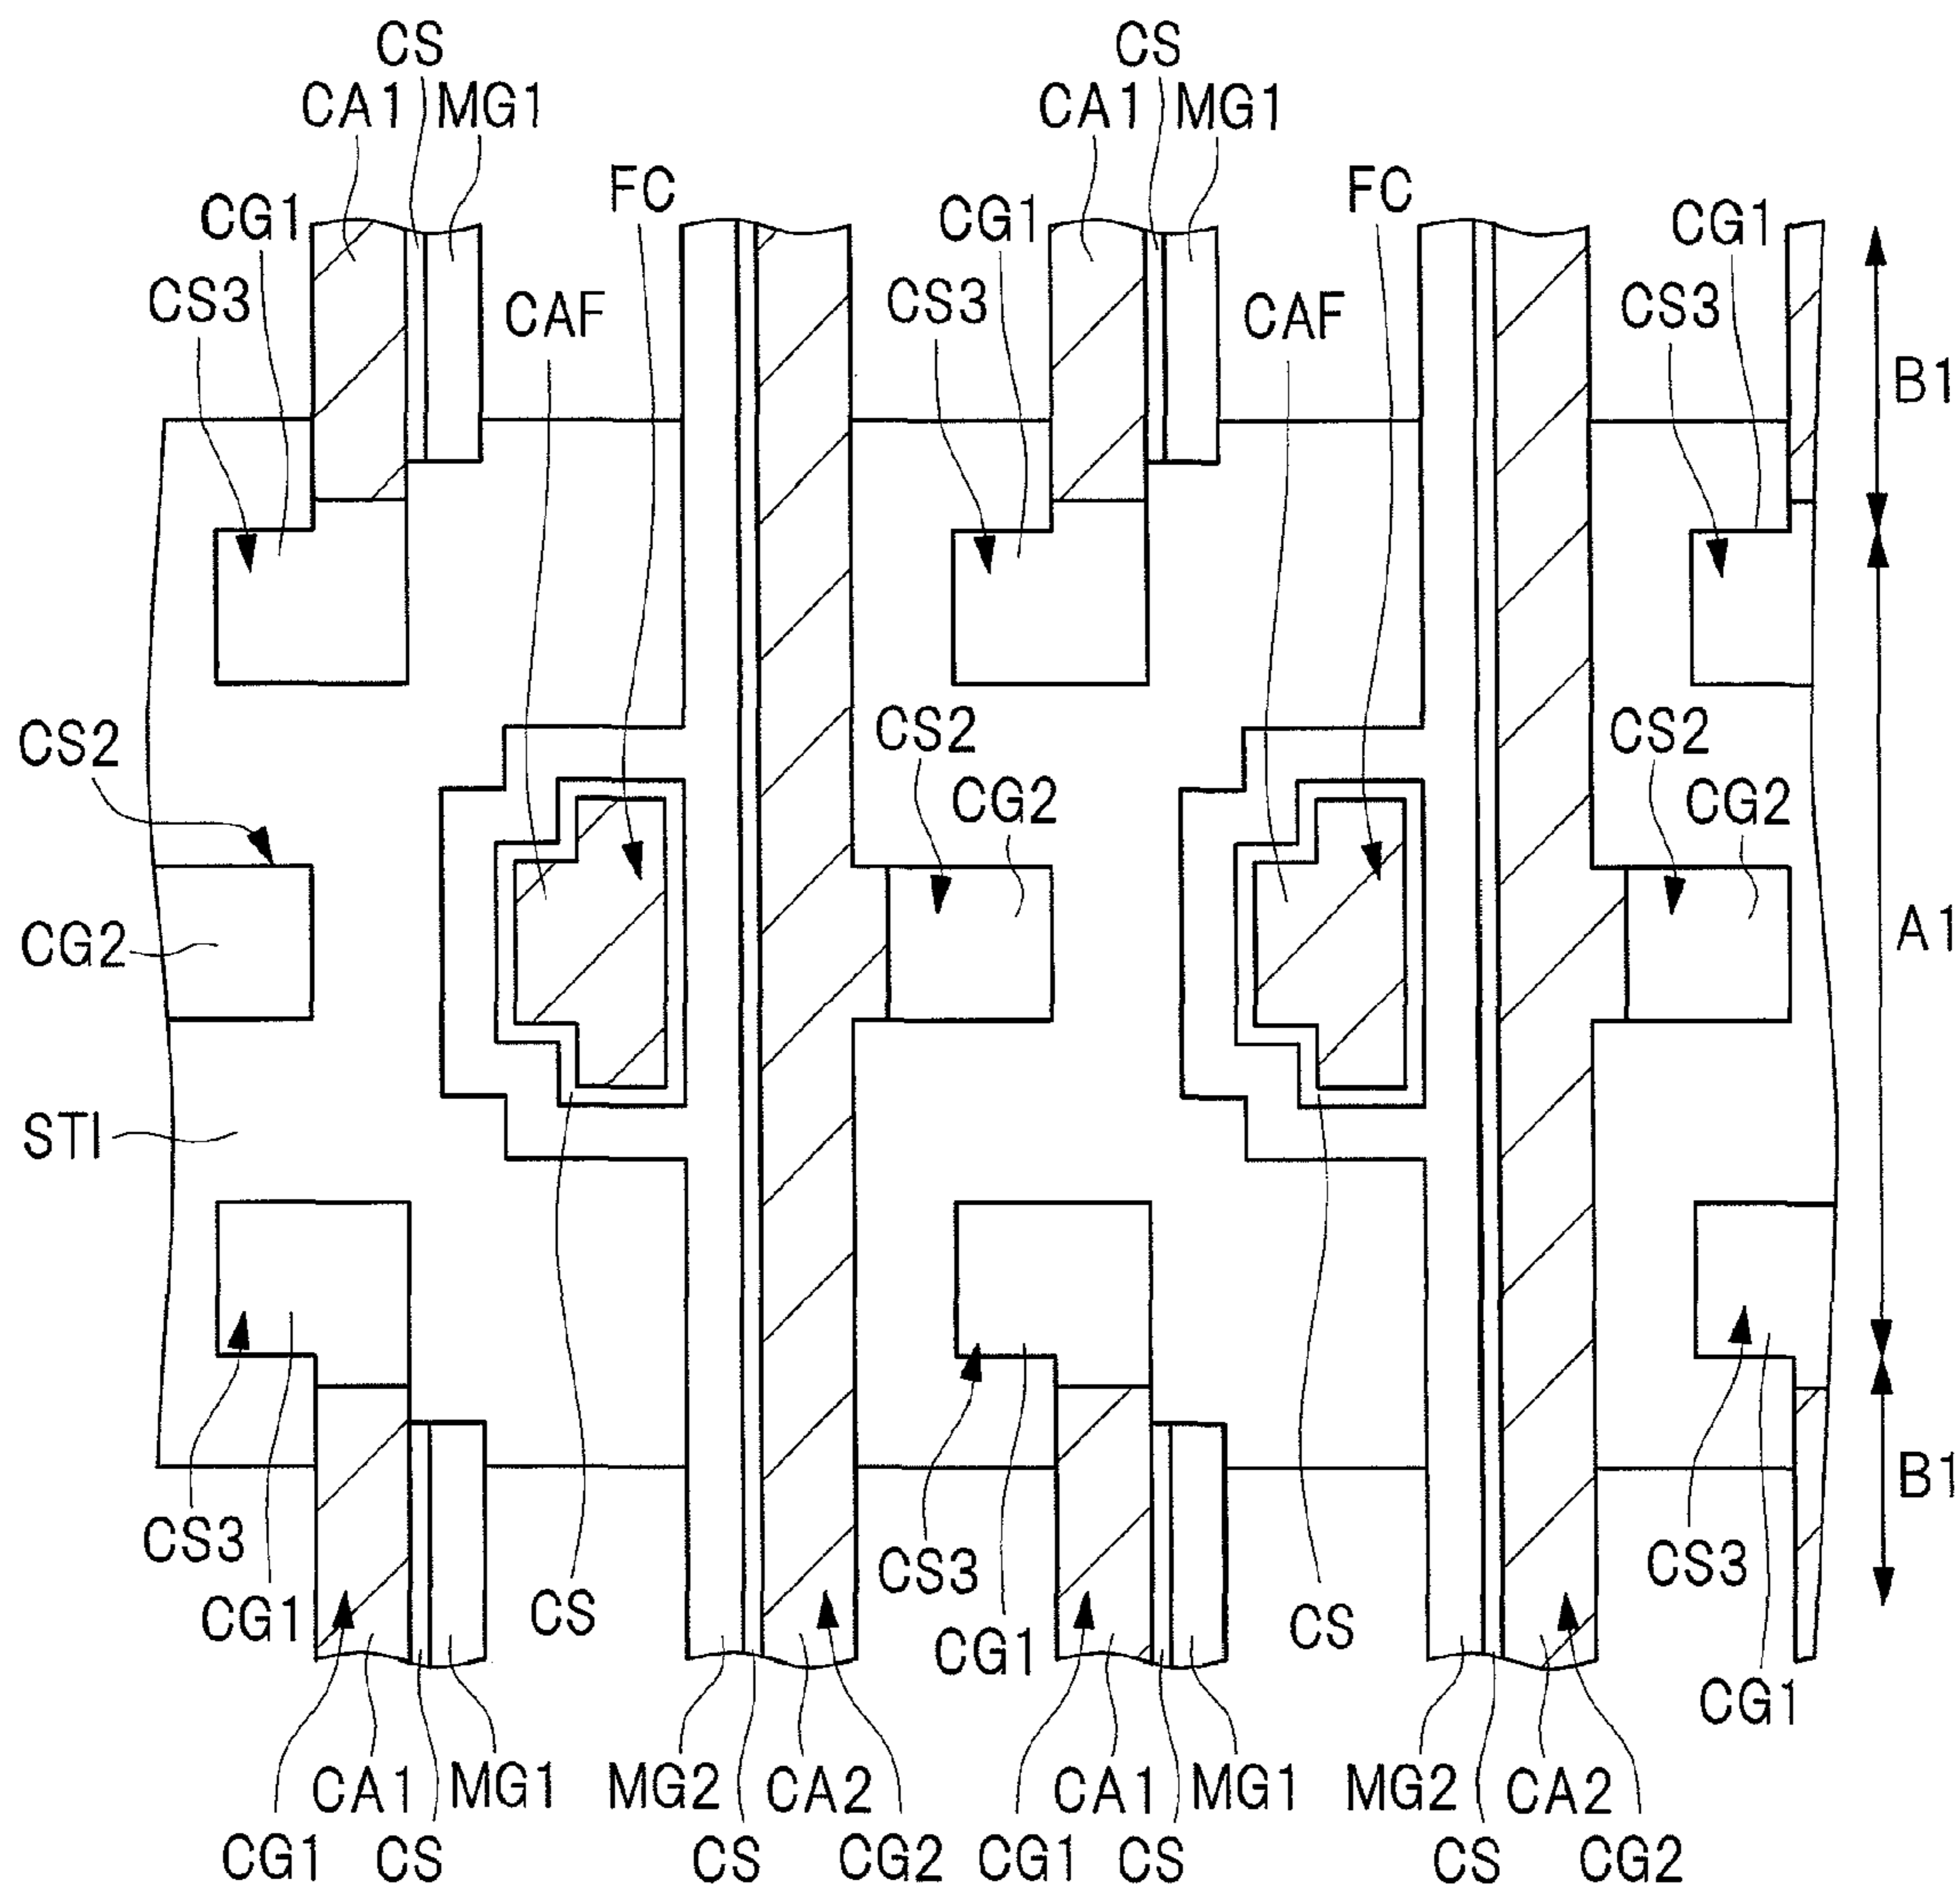 CS CS
CA1 MG1 CA1 MG1
FC FC
CG1 CG1 CG1
CS3 CAF CS3 CAF CS3
B1
CS2 CS2 CS2
CG2 CG2
CG2 A1
STI
B1
CS3 CS3 CS3
CG1 CS CG1 CS
CG1
CA1 MG1 MG2 CA2 CA1 MG1 MG2 CA2
CG1 CS CS CG2 CG1 CS CS CG2